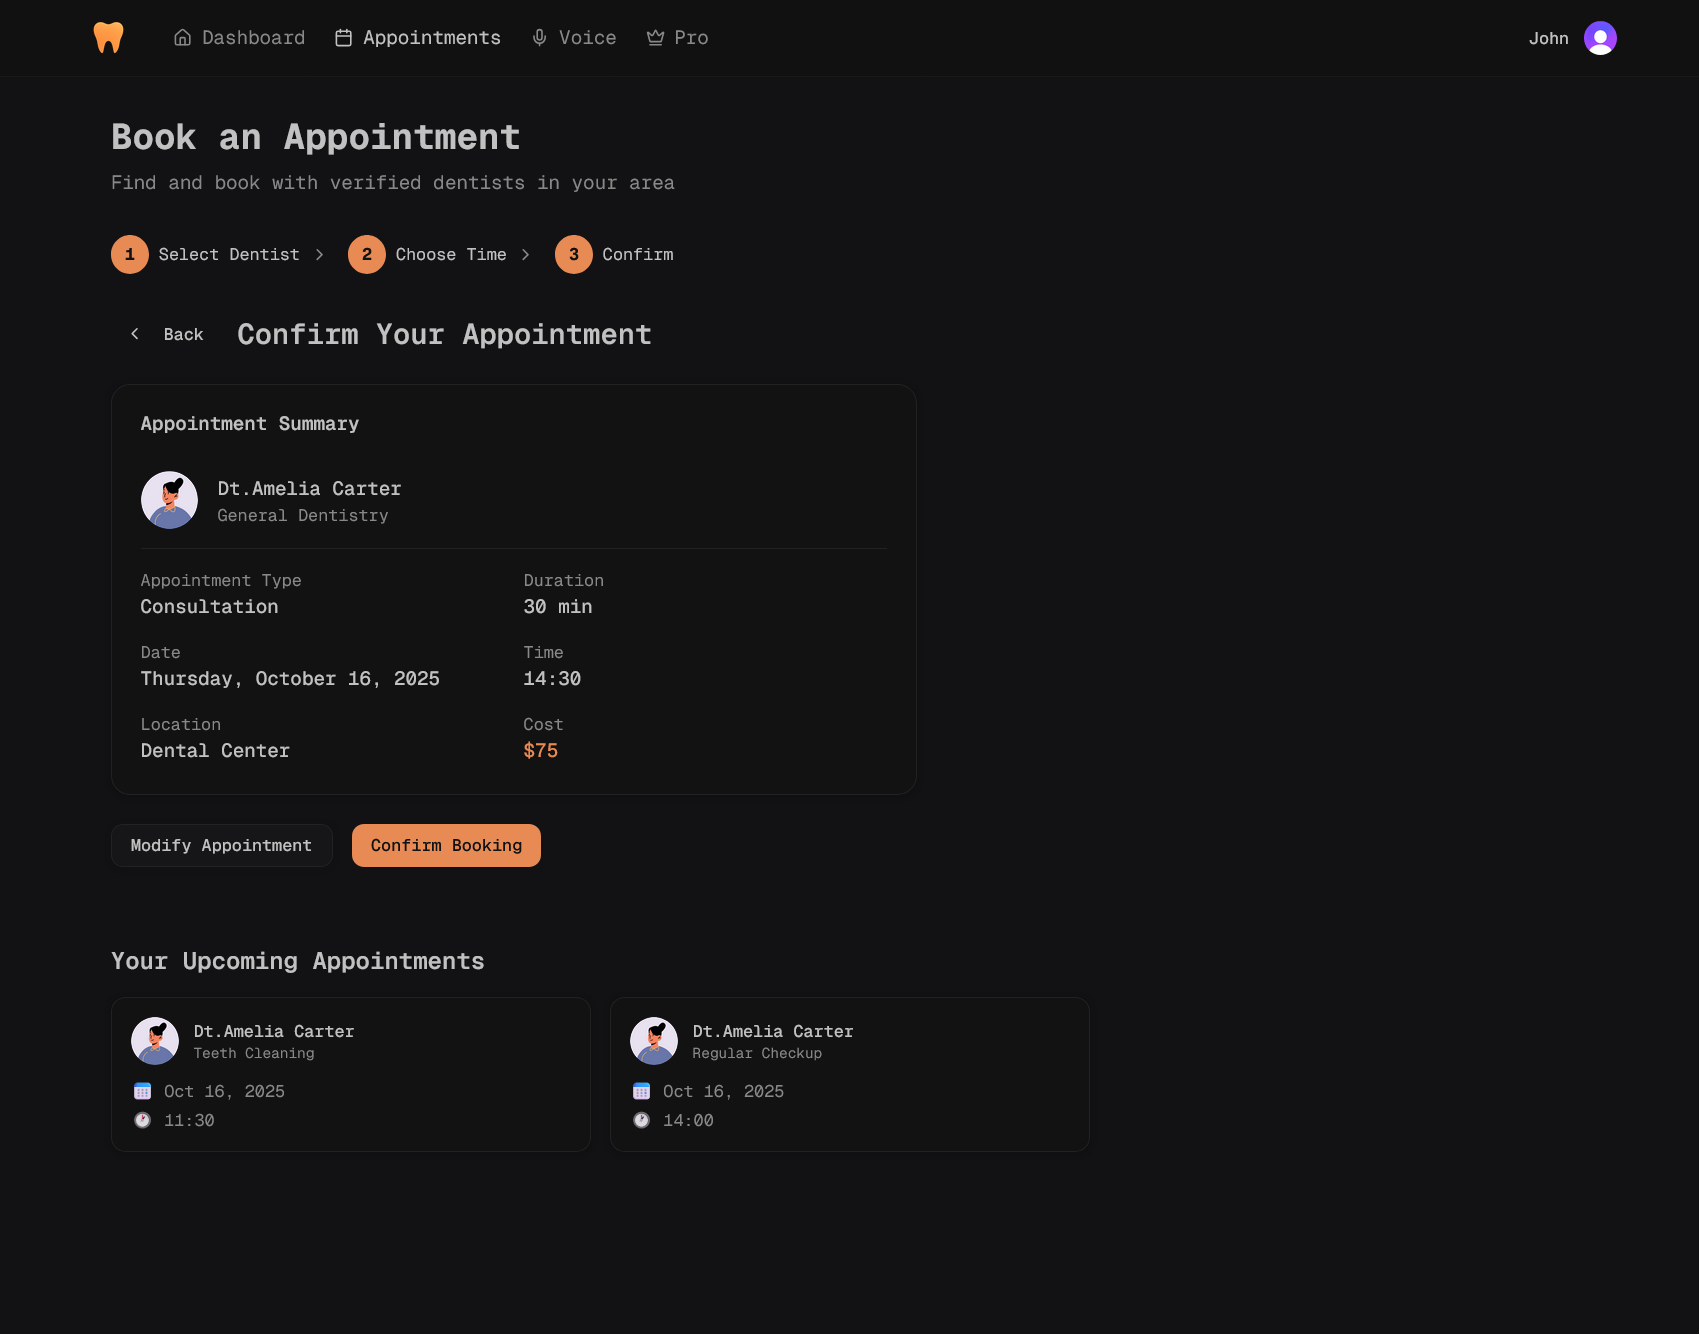 Dashboard Appointments Voice Pro John
Book an Appointment
Find and book with verified dentists in your area
1 Select Dentist 2 Choose Time 3 Confirm
Back Confirm Your Appointment
Appointment Summary
Dt.Amelia Carter
General Dentistry
Appointment Type Duration
Consultation 30 min
Date Time
Thursday, October 16, 2025 14:30
Location Cost
Dental Center $75
Modify Appointment Confirm Booking
Your Upcoming Appointments
Dt.Amelia Carter
Teeth Cleaning
Oct 16, 2025
11:30
Dt.Amelia Carter
Regular Checkup
Oct 16, 2025
14:00